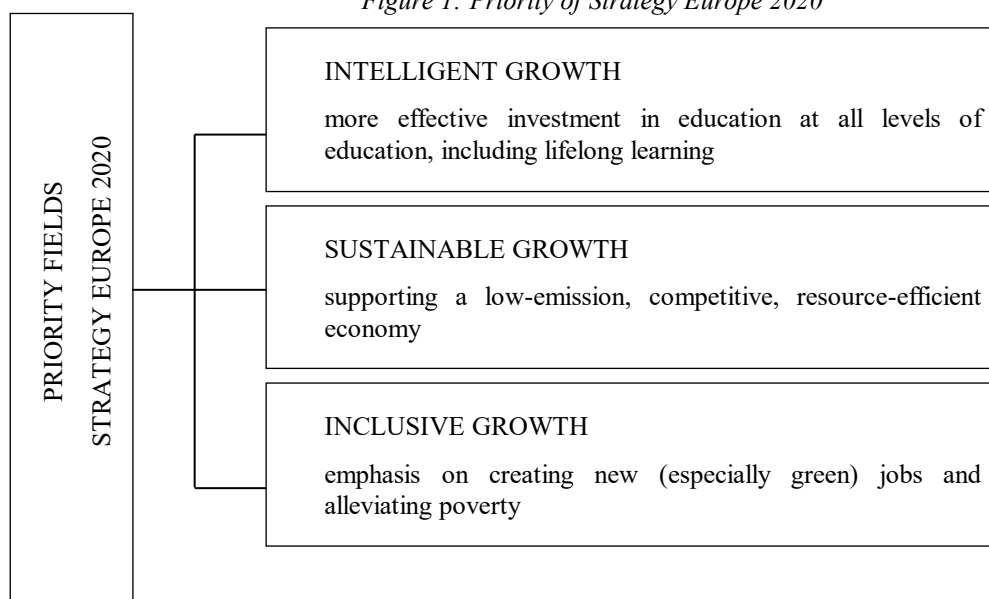 Figure 1: Priority of Strategy Europe 2020
PRIORITY FIELDS
STRATEGY EUROPE 2020
INTELLIGENT GROWTH
more effective investment in education at all levels of
education, including lifelong learning
SUSTAINABLE GROWTH
supporting a low-emission, competitive, resource-efficient
economy
INCLUSIVE GROWTH
emphasis on creating new (especially green) jobs and
alleviating poverty